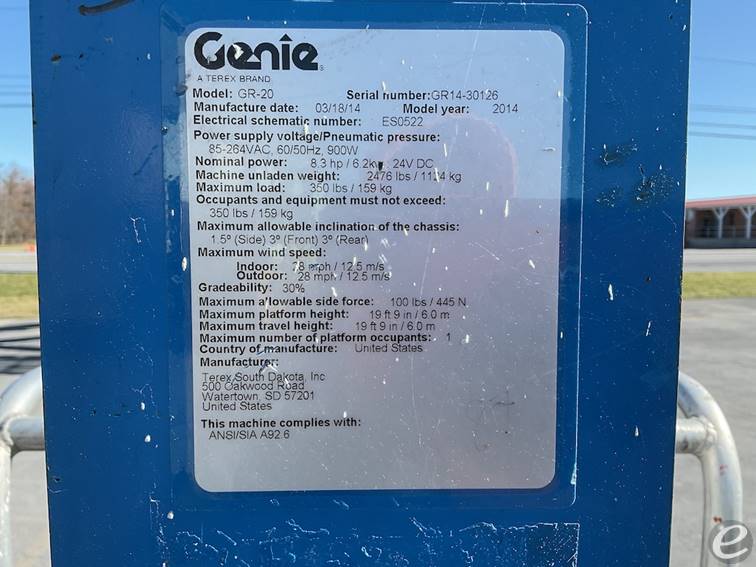 Genie
A TEREX BRAND
Model: GR-20 Serial number:GR14-30126
Manufacture date: 03/18/14 Model year: 2014
Electrical schematic number: ES0522
Power supply voltage/Pneumatic pressure:
85-264VAC, 60/50Hz, 900W
Nominal power: 8.3 hp / 6.2kw, 24V DC
Machine unladen weight: 2476 lbs / 1124 kg
Maximum load: 350 lbs / 159 kg
Occupants and equipment must not exceed:
350 lbs / 159 kg
Maximum allowable inclination of the chassis:
1.5º (Side) 3º (Front) 3º (Rear)
Maximum wind speed:
Indoor: 28 mph / 12.5 m/s
Outdoor: 28 mph / 12.5 m/s
Gradeability: 30%
Maximum allowable side force: 100 lbs / 445 N
Maximum platform height: 19 ft 9 in / 6.0 m
Maximum travel height: 19 ft 9 in / 6.0 m
Maximum number of platform occupants: 1
Country of manufacture: United States
Manufacturer:
Terex South Dakota, Inc
500 Oakwood Road
Watertown, SD 57201
United States
This machine complies with:
ANSI/SIA A92.6
e